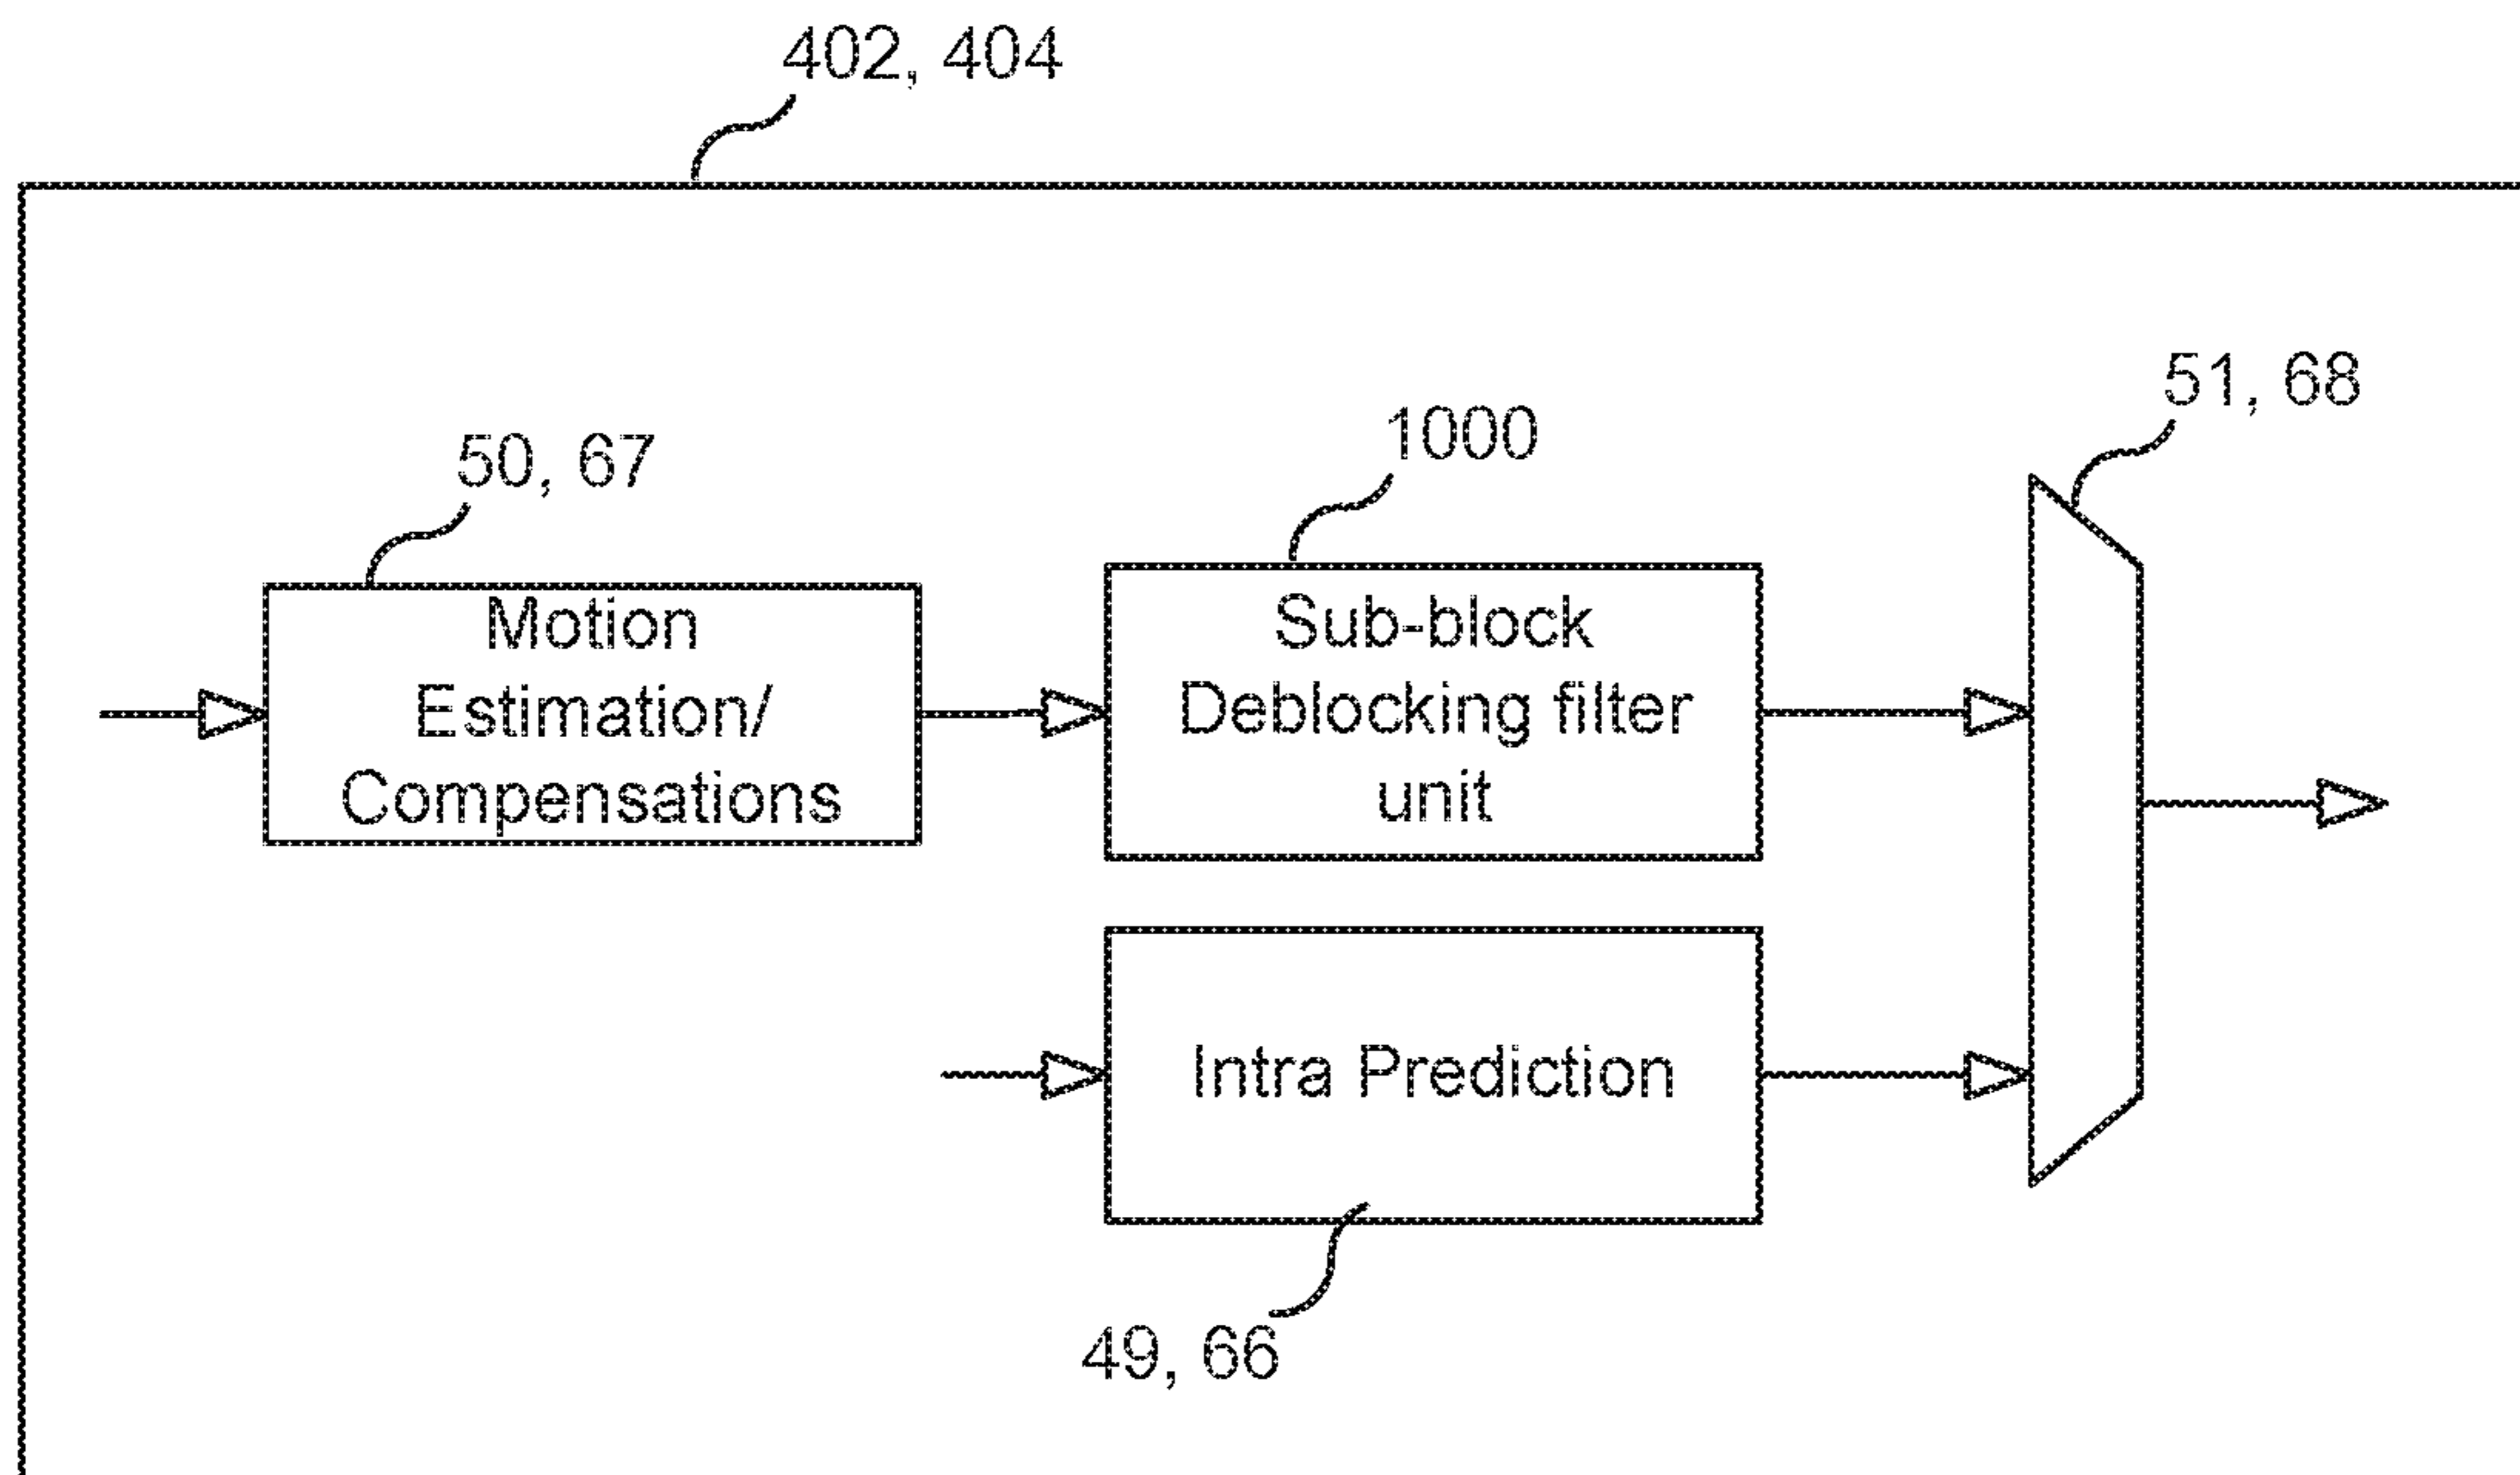 402, 404
51, 68
1000
50, 67
Motion
Estimation/
Compensations
Sub-block
Deblocking filter
unit
Intra Prediction
49, 66